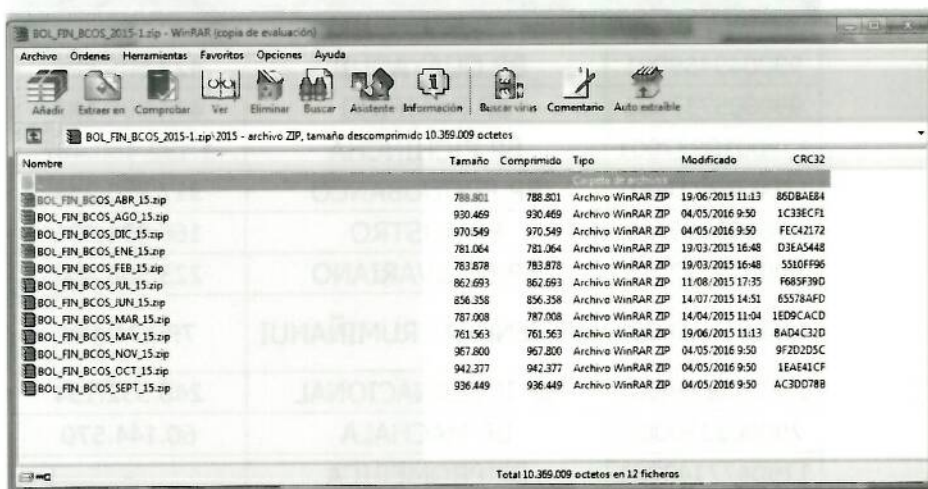 BOL_FIN_BCOS_2015-1.zip - WinRAR (copia de evaluación)
Archivo Ordenes Herramientas Favoritos Opciones Ayuda
Añadir Extraer en Comprobar Ver Eliminar Buscar Asistente Información Buscar virus Comentario Auto extraíble
BOL_FIN_BCOS_2015-1.zip\2015 - archivo ZIP, tamaño descomprimido 10.369.009 octetos
Nombre Tamaño Comprimido Tipo Modificado CRC32
Carpeta de archivos
BOL_FIN_BCOS_ABR_15.zip 788.801 788.801 Archivo WinRAR ZIP 19/06/2015 11:13 86DBAE84
BOL_FIN_BCOS_AGO_15.zip 930.469 930.469 Archivo WinRAR ZIP 04/05/2016 9:50 1C33ECF1
BOL_FIN_BCOS_DIC_15.zip 970.549 970.549 Archivo WinRAR ZIP 04/05/2016 9:50 FEC42172
BOL_FIN_BCOS_ENE_15.zip 781.064 781.064 Archivo WinRAR ZIP 19/03/2015 16:48 D3EA5448
BOL_FIN_BCOS_FEB_15.zip 783.878 783.878 Archivo WinRAR ZIP 19/03/2015 16:48 5510FF96
BOL_FIN_BCOS_JUL_15.zip 862.693 862.693 Archivo WinRAR ZIP 11/08/2015 17:35 F685F39D
BOL_FIN_BCOS_JUN_15.zip 856.358 856.358 Archivo WinRAR ZIP 14/07/2015 14:51 65578AFD
BOL_FIN_BCOS_MAR_15.zip 787.008 787.008 Archivo WinRAR ZIP 14/04/2015 11:04 1ED9CACD
BOL_FIN_BCOS_MAY_15.zip 761.563 761.563 Archivo WinRAR ZIP 19/06/2015 11:13 8AD4C32D
BOL_FIN_BCOS_NOV_15.zip 967.800 967.800 Archivo WinRAR ZIP 04/05/2016 9:50 9F2D2D5C
BOL_FIN_BCOS_OCT_15.zip 942.377 942.377 Archivo WinRAR ZIP 04/05/2016 9:50 1EAE41CF
BOL_FIN_BCOS_SEPT_15.zip 936.449 936.449 Archivo WinRAR ZIP 04/05/2016 9:50 AC3DD78B
Total 10.369.009 octetos en 12 ficheros